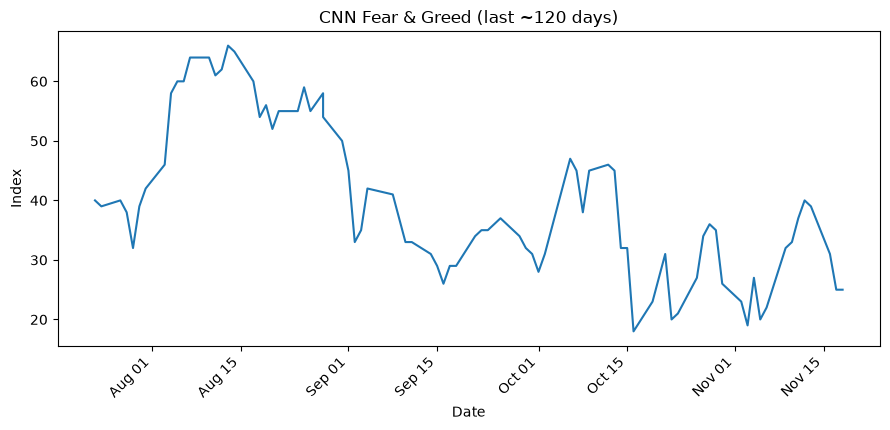 CNN Fear & Greed (last ~120 days)
Index
60
50
40
30
20
Aug 01
Aug 15
Sep 01
Sep 15
Oct 01
Oct 15
Nov 01
Nov 15
Date